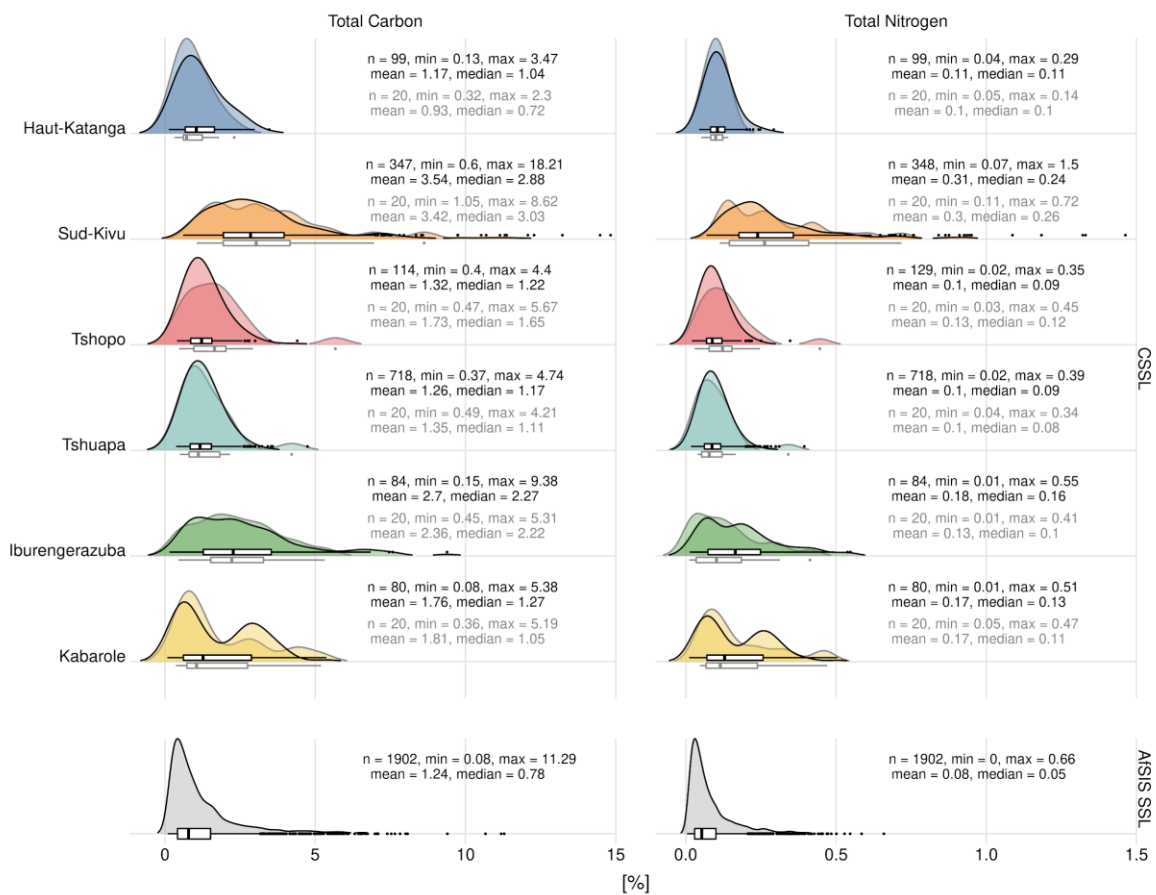 Total Carbon
Total Nitrogen
Haut-Katanga
n = 99, min = 0.13, max = 3.47
mean = 1.17, median = 1.04
n = 20, min = 0.32, max = 2.3
mean = 0.93, median = 0.72
n = 99, min = 0.04, max = 0.29
mean = 0.11, median = 0.11
n = 20, min = 0.05, max = 0.14
mean = 0.1, median = 0.1
Sud-Kivu
n = 347, min = 0.6, max = 18.21
mean = 3.54, median = 2.88
n = 20, min = 1.05, max = 8.62
mean = 3.42, median = 3.03
n = 348, min = 0.07, max = 1.5
mean = 0.31, median = 0.24
n = 20, min = 0.11, max = 0.72
mean = 0.3, median = 0.26
Tshopo
n = 114, min = 0.4, max = 4.4
mean = 1.32, median = 1.22
n = 20, min = 0.47, max = 5.67
mean = 1.73, median = 1.65
n = 129, min = 0.02, max = 0.35
mean = 0.1, median = 0.09
n = 20, min = 0.03, max = 0.45
mean = 0.13, median = 0.12
Tshuapa
n = 718, min = 0.37, max = 4.74
mean = 1.26, median = 1.17
n = 20, min = 0.49, max = 4.21
mean = 1.35, median = 1.11
n = 718, min = 0.02, max = 0.39
mean = 0.1, median = 0.09
n = 20, min = 0.04, max = 0.34
mean = 0.1, median = 0.08
Iburengerazuba
n = 84, min = 0.15, max = 9.38
mean = 2.7, median = 2.27
n = 20, min = 0.45, max = 5.31
mean = 2.36, median = 2.22
n = 84, min = 0.01, max = 0.55
mean = 0.18, median = 0.16
n = 20, min = 0.01, max = 0.41
mean = 0.13, median = 0.1
Kabarole
n = 80, min = 0.08, max = 5.38
mean = 1.76, median = 1.27
n = 20, min = 0.36, max = 5.19
mean = 1.81, median = 1.05
n = 80, min = 0.01, max = 0.51
mean = 0.17, median = 0.13
n = 20, min = 0.05, max = 0.47
mean = 0.17, median = 0.11
CSSL
n = 1902, min = 0.08, max = 11.29
mean = 1.24, median = 0.78
n = 1902, min = 0, max = 0.66
mean = 0.08, median = 0.05
AfSIS SSL
0 5 10 15
0.0 0.5 1.0 1.5
[%]